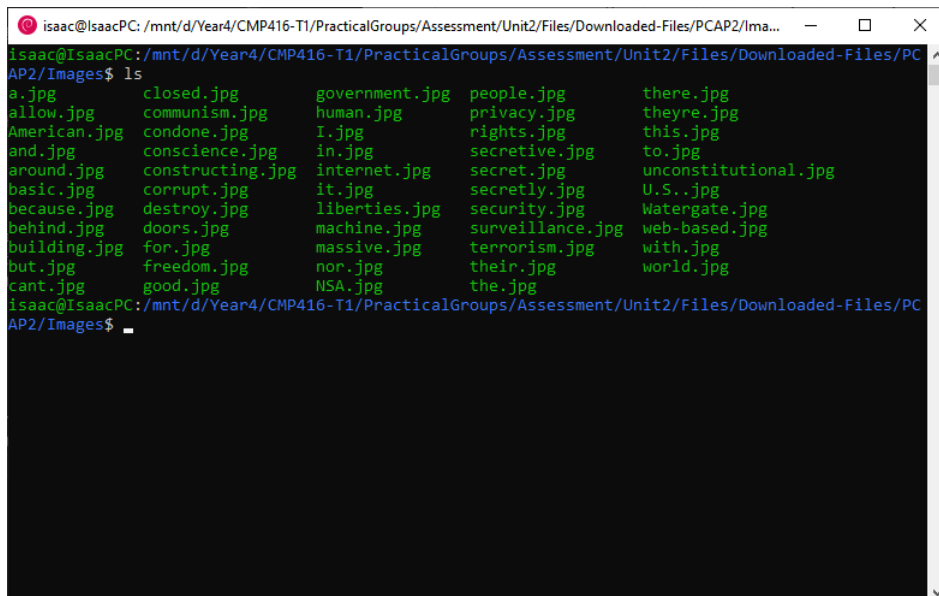 isaac@IsaacPC: /mnt/d/Year4/CMP416-T1/PracticalGroups/Assessment/Unit2/Files/Downloaded-Files/PCAP2/Ima...
isaac@IsaacPC:/mnt/d/Year4/CMP416-T1/PracticalGroups/Assessment/Unit2/Files/Downloaded-Files/PC
AP2/Images$ ls
a.jpg closed.jpg government.jpg people.jpg there.jpg
allow.jpg communism.jpg human.jpg privacy.jpg theyre.jpg
American.jpg condone.jpg I.jpg rights.jpg this.jpg
and.jpg conscience.jpg in.jpg secretive.jpg to.jpg
around.jpg constructing.jpg internet.jpg secret.jpg unconstitutional.jpg
basic.jpg corrupt.jpg it.jpg secretly.jpg U.S..jpg
because.jpg destroy.jpg liberties.jpg security.jpg Watergate.jpg
behind.jpg doors.jpg machine.jpg surveillance.jpg web-based.jpg
building.jpg for.jpg massive.jpg terrorism.jpg with.jpg
but.jpg freedom.jpg nor.jpg their.jpg world.jpg
cant.jpg good.jpg NSA.jpg the.jpg
isaac@IsaacPC:/mnt/d/Year4/CMP416-T1/PracticalGroups/Assessment/Unit2/Files/Downloaded-Files/PC
AP2/Images$